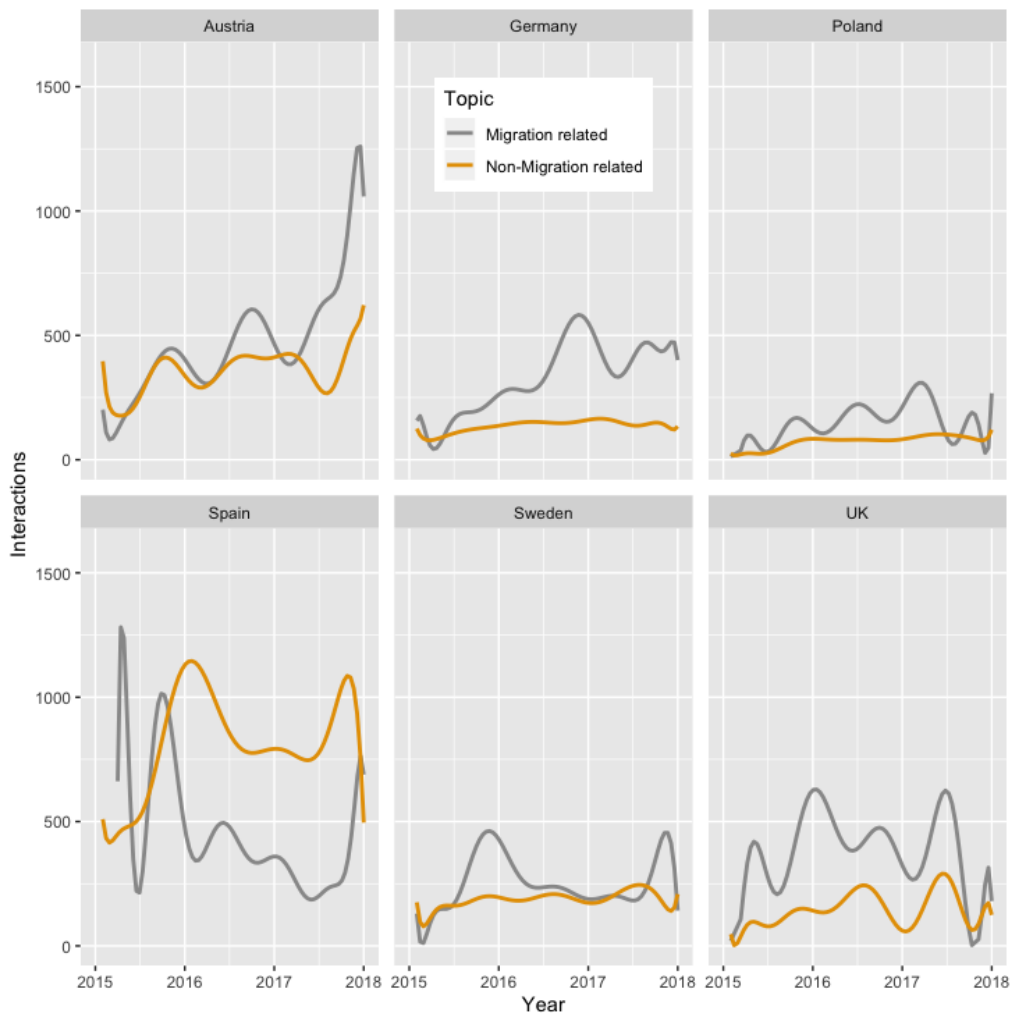 Austria
Germany
Poland
Topic
Migration related
Non-Migration related
1500
1000
500
0
Interactions
Spain
Sweden
UK
1500
1000
500
0
2015 2016 2017 2018 2015 2016 2017 2018 2015 2016 2017 2018
Year